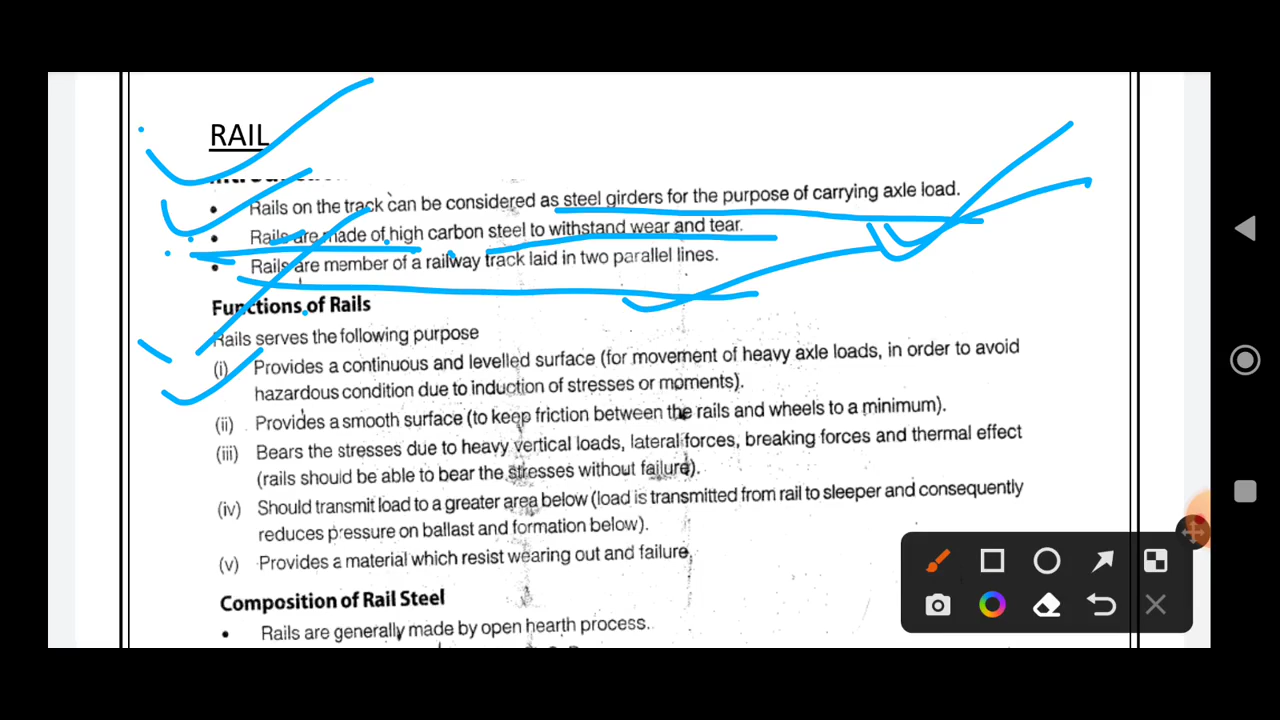 RAIL
Introduction
• Rails on the track can be considered as steel girders for the purpose of carrying axle load.
• Rails are made of high carbon steel to withstand wear and tear.
• Rails are member of a railway track laid in two parallel lines.
Functions of Rails
Rails serves the following purpose
(i) Provides a continuous and levelled surface (for movement of heavy axle loads, in order to avoid
hazardous condition due to induction of stresses or moments).
(ii) Provides a smooth surface (to keep friction between the rails and wheels to a minimum).
(iii) Bears the stresses due to heavy vertical loads, lateral forces, breaking forces and thermal effect
(rails should be able to bear the stresses without failure).
(iv) Should transmit load to a greater area below (load is transmitted from rail to sleeper and consequently
reduces pressure on ballast and formation below).
(v) Provides a material which resist wearing out and failure.
Composition of Rail Steel
• Rails are generally made by open hearth process.